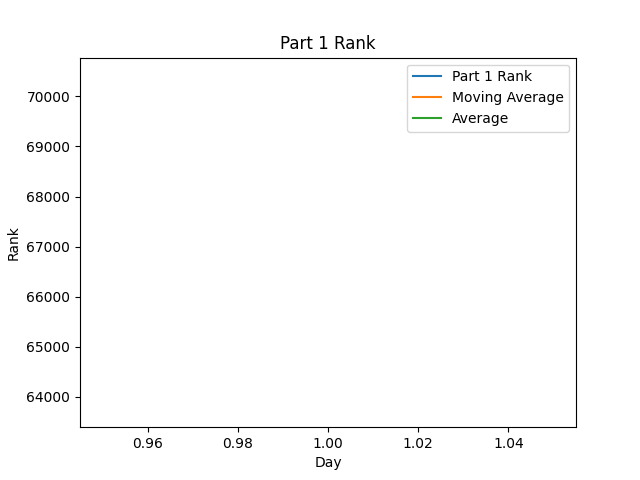 Part 1 Rank
Part 1 Rank
Moving Average
Average
70000
69000
68000
67000
66000
65000
64000
Rank
0.96 0.98 1.00 1.02 1.04
Day